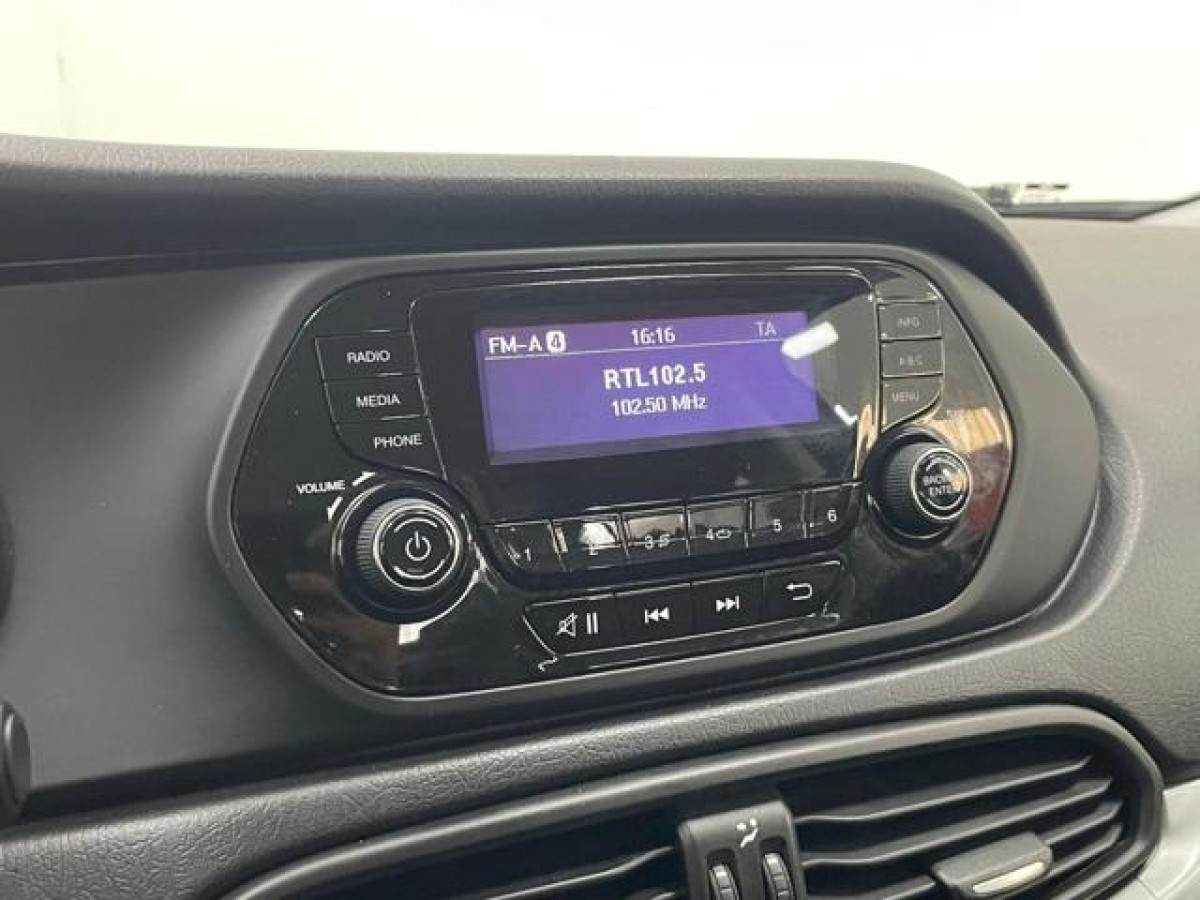 FM-A 4 16:16 TA
RTL102.5
102.50 MHz
RADIO
MEDIA
PHONE
VOLUME
INFO
A-B-C
MENU
1 2 3 4 5 6